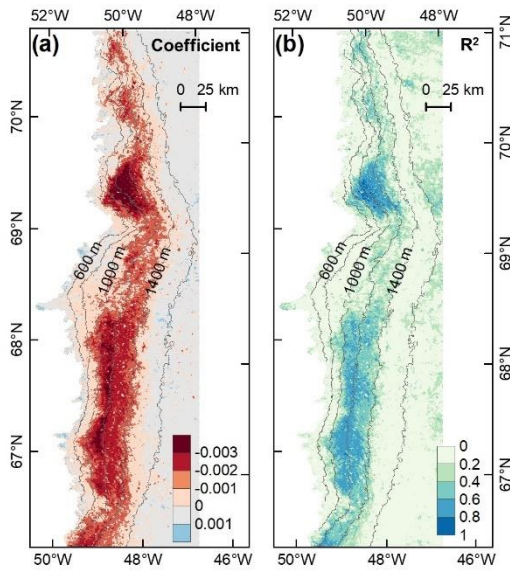 52°W 50°W 48°W
52°W 50°W 48°W
(a) Coefficient
0 25 km
70°N
69°N
600 m
1000 m
1400 m
68°N
67°N
-0.003
-0.002
-0.001
0
0.001
50°W 48°W 46°W
(b) R²
0 25 km
71°N
70°N
69°N
600 m
1000 m
1400 m
68°N
67°N
0
0.2
0.4
0.6
0.8
1
50°W 48°W 46°W